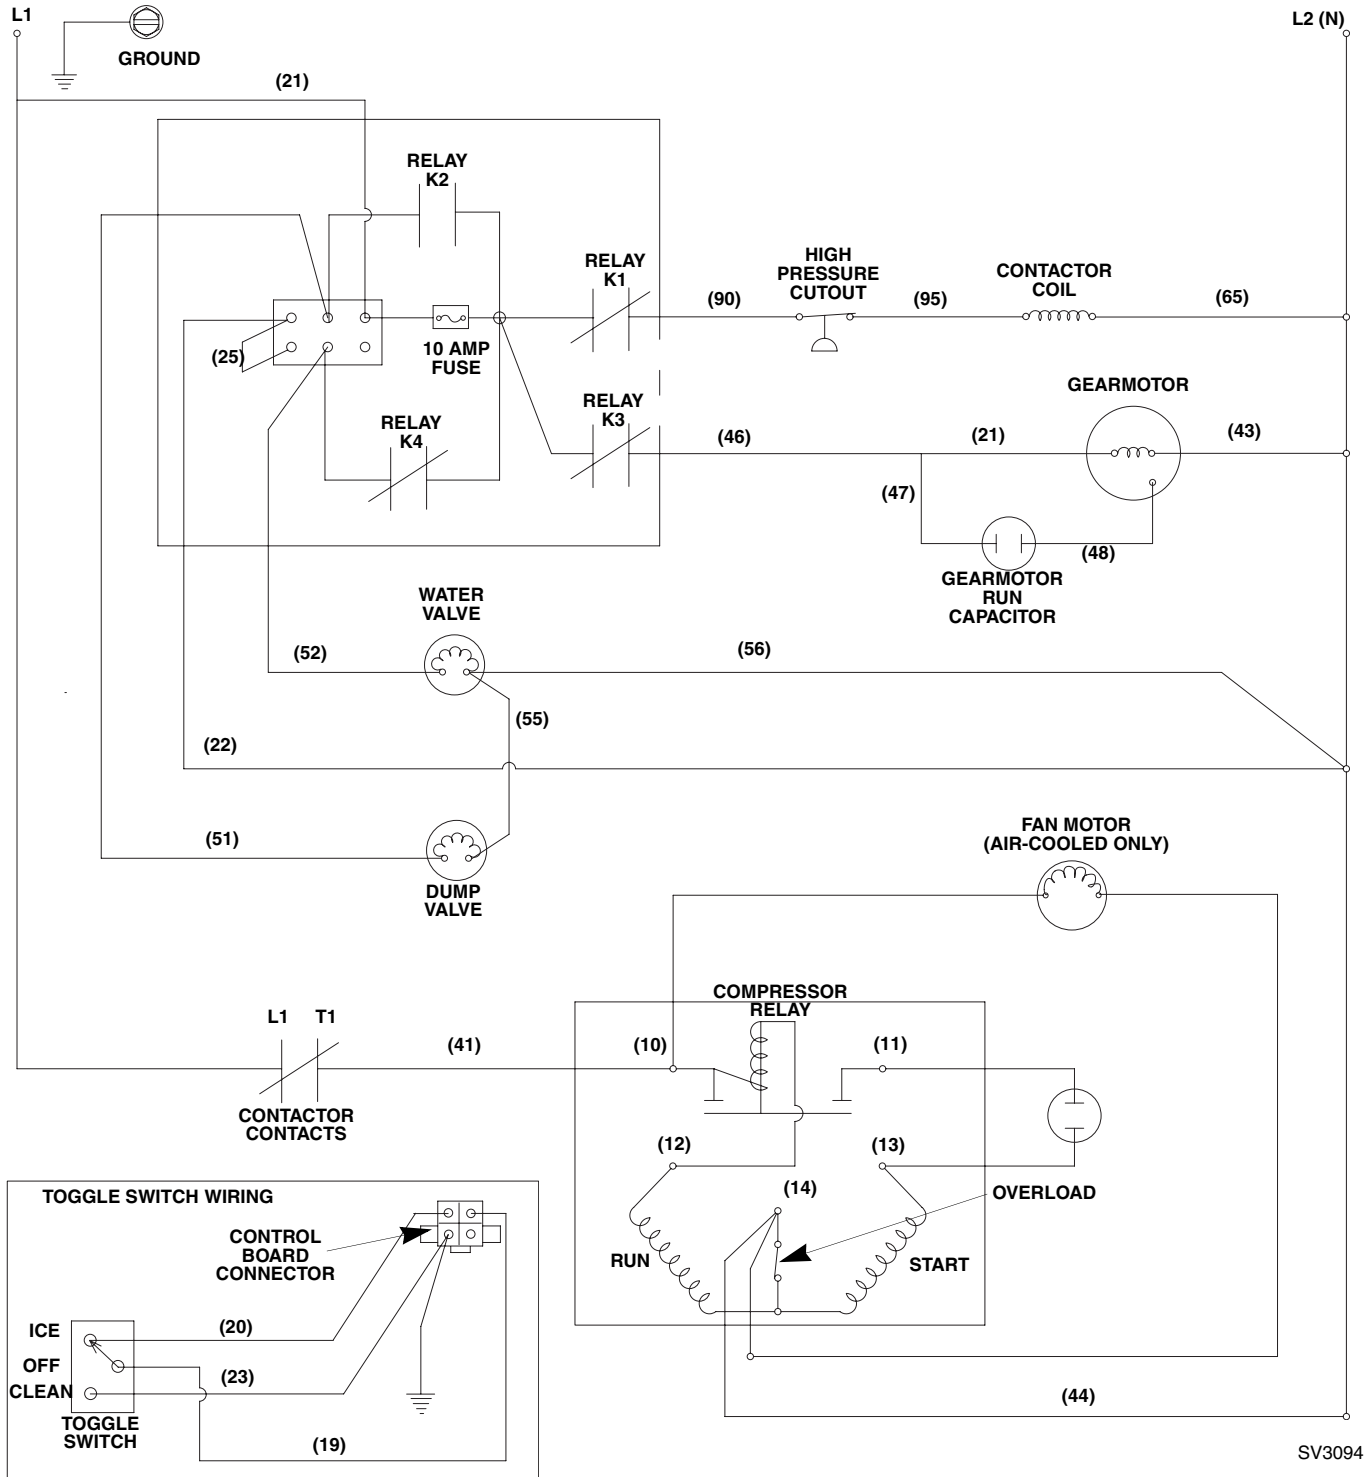 L1
L2 (N)
GROUND
(21)
RELAY
K2
RELAY
K1
(90)
HIGH
PRESSURE
CUTOUT
(95)
CONTACTOR
COIL
(65)
(25)
10 AMP
FUSE
RELAY
K4
RELAY
K3
(46)
(21)
GEARMOTOR
(43)
(47)
(48)
GEARMOTOR
RUN
CAPACITOR
WATER
VALVE
(52)
(56)
(55)
(22)
(51)
DUMP
VALVE
FAN MOTOR
(AIR-COOLED ONLY)
L1
T1
(41)
CONTACTOR
CONTACTS
COMPRESSOR
RELAY
(10)
(11)
(12)
(13)
(14)
OVERLOAD
RUN
START
(44)
TOGGLE SWITCH WIRING
CONTROL
BOARD
CONNECTOR
ICE
OFF
CLEAN
(20)
(23)
TOGGLE
SWITCH
(19)
SV3094